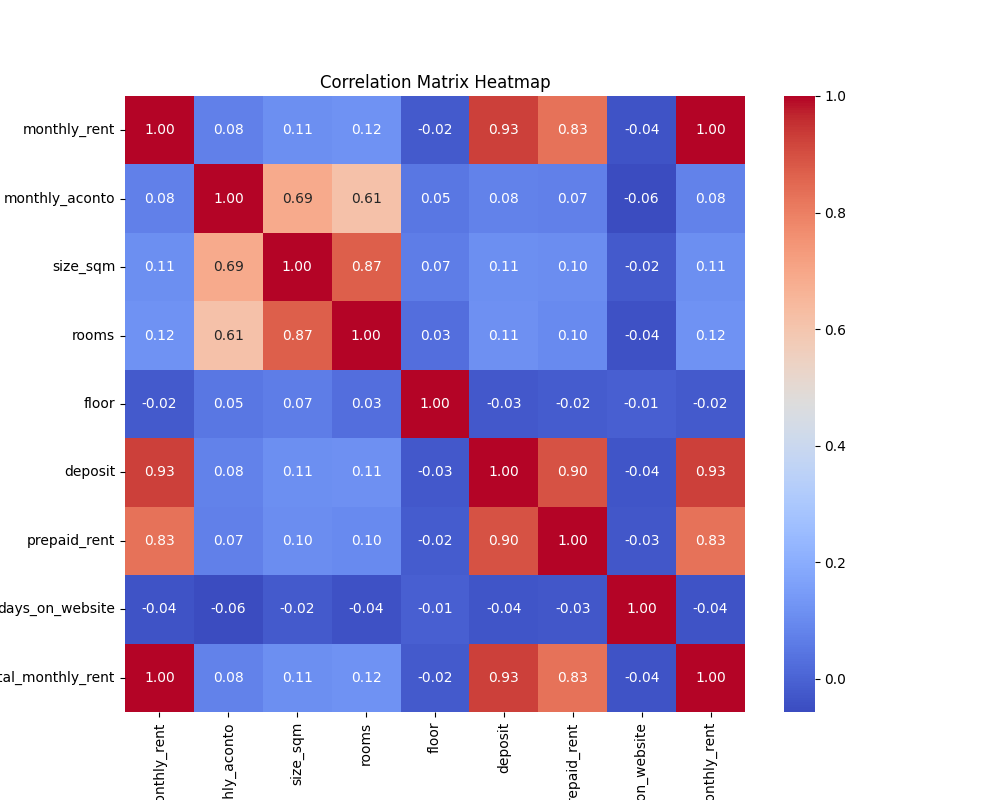 Correlation Matrix Heatmap
monthly_rent 1.00 0.08 0.11 0.12 -0.02 0.93 0.83 -0.04 1.00
monthly_aconto 0.08 1.00 0.69 0.61 0.05 0.08 0.07 -0.06 0.08
size_sqm 0.11 0.69 1.00 0.87 0.07 0.11 0.10 -0.02 0.11
rooms 0.12 0.61 0.87 1.00 0.03 0.11 0.10 -0.04 0.12
floor -0.02 0.05 0.07 0.03 1.00 -0.03 -0.02 -0.01 -0.02
deposit 0.93 0.08 0.11 0.11 -0.03 1.00 0.90 -0.04 0.93
prepaid_rent 0.83 0.07 0.10 0.10 -0.02 0.90 1.00 -0.03 0.83
days_on_website -0.04 -0.06 -0.02 -0.04 -0.01 -0.04 -0.03 1.00 -0.04
tal_monthly_rent 1.00 0.08 0.11 0.12 -0.02 0.93 0.83 -0.04 1.00
onthly_rent
hly_aconto
size_sqm
rooms
floor
deposit
repaid_rent
on_website
onthly_rent
1.0
0.8
0.6
0.4
0.2
0.0